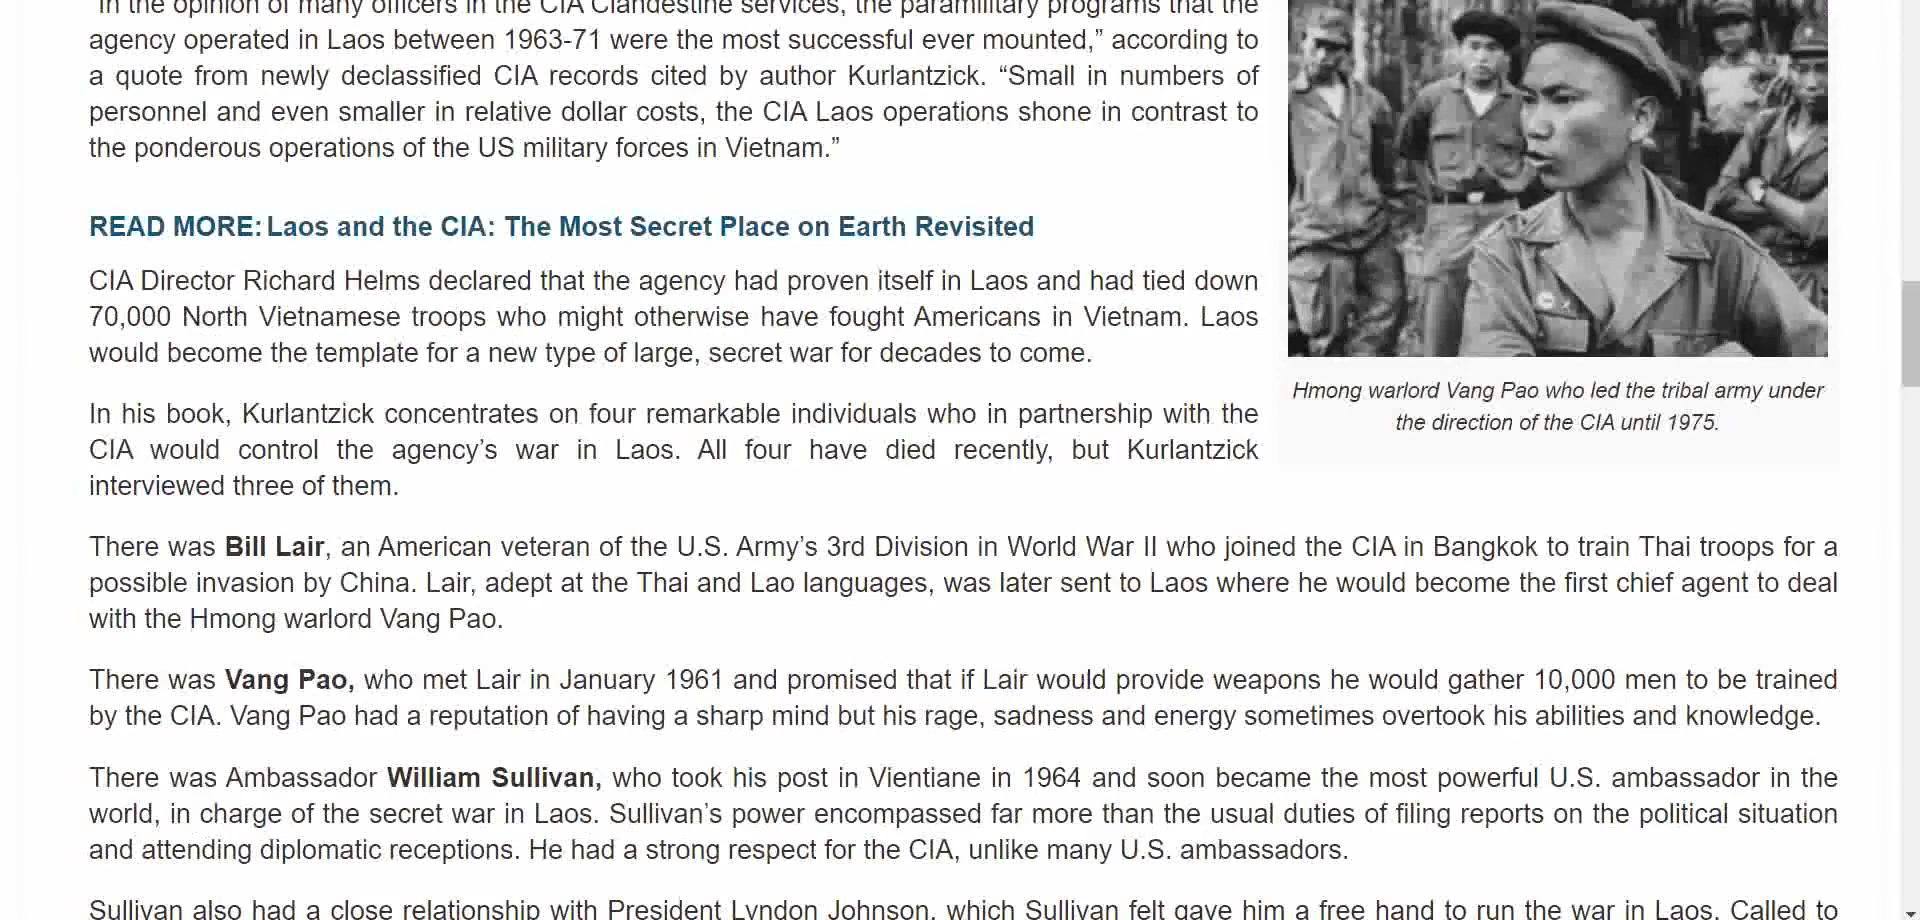 “In the opinion of many officers in the CIA Clandestine services, the paramilitary programs that the
agency operated in Laos between 1963-71 were the most successful ever mounted,” according to
a quote from newly declassified CIA records cited by author Kurlantzick. “Small in numbers of
personnel and even smaller in relative dollar costs, the CIA Laos operations shone in contrast to
the ponderous operations of the US military forces in Vietnam.”
READ MORE: Laos and the CIA: The Most Secret Place on Earth Revisited
CIA Director Richard Helms declared that the agency had proven itself in Laos and had tied down
70,000 North Vietnamese troops who might otherwise have fought Americans in Vietnam. Laos
would become the template for a new type of large, secret war for decades to come.
In his book, Kurlantzick concentrates on four remarkable individuals who in partnership with the
CIA would control the agency’s war in Laos. All four have died recently, but Kurlantzick
interviewed three of them.
Hmong warlord Vang Pao who led the tribal army under
the direction of the CIA until 1975.
There was Bill Lair, an American veteran of the U.S. Army’s 3rd Division in World War II who joined the CIA in Bangkok to train Thai troops for a
possible invasion by China. Lair, adept at the Thai and Lao languages, was later sent to Laos where he would become the first chief agent to deal
with the Hmong warlord Vang Pao.
There was Vang Pao, who met Lair in January 1961 and promised that if Lair would provide weapons he would gather 10,000 men to be trained
by the CIA. Vang Pao had a reputation of having a sharp mind but his rage, sadness and energy sometimes overtook his abilities and knowledge.
There was Ambassador William Sullivan, who took his post in Vientiane in 1964 and soon became the most powerful U.S. ambassador in the
world, in charge of the secret war in Laos. Sullivan’s power encompassed far more than the usual duties of filing reports on the political situation
and attending diplomatic receptions. He had a strong respect for the CIA, unlike many U.S. ambassadors.
Sullivan also had a close relationship with President Lyndon Johnson, which Sullivan felt gave him a free hand to run the war in Laos. Called to